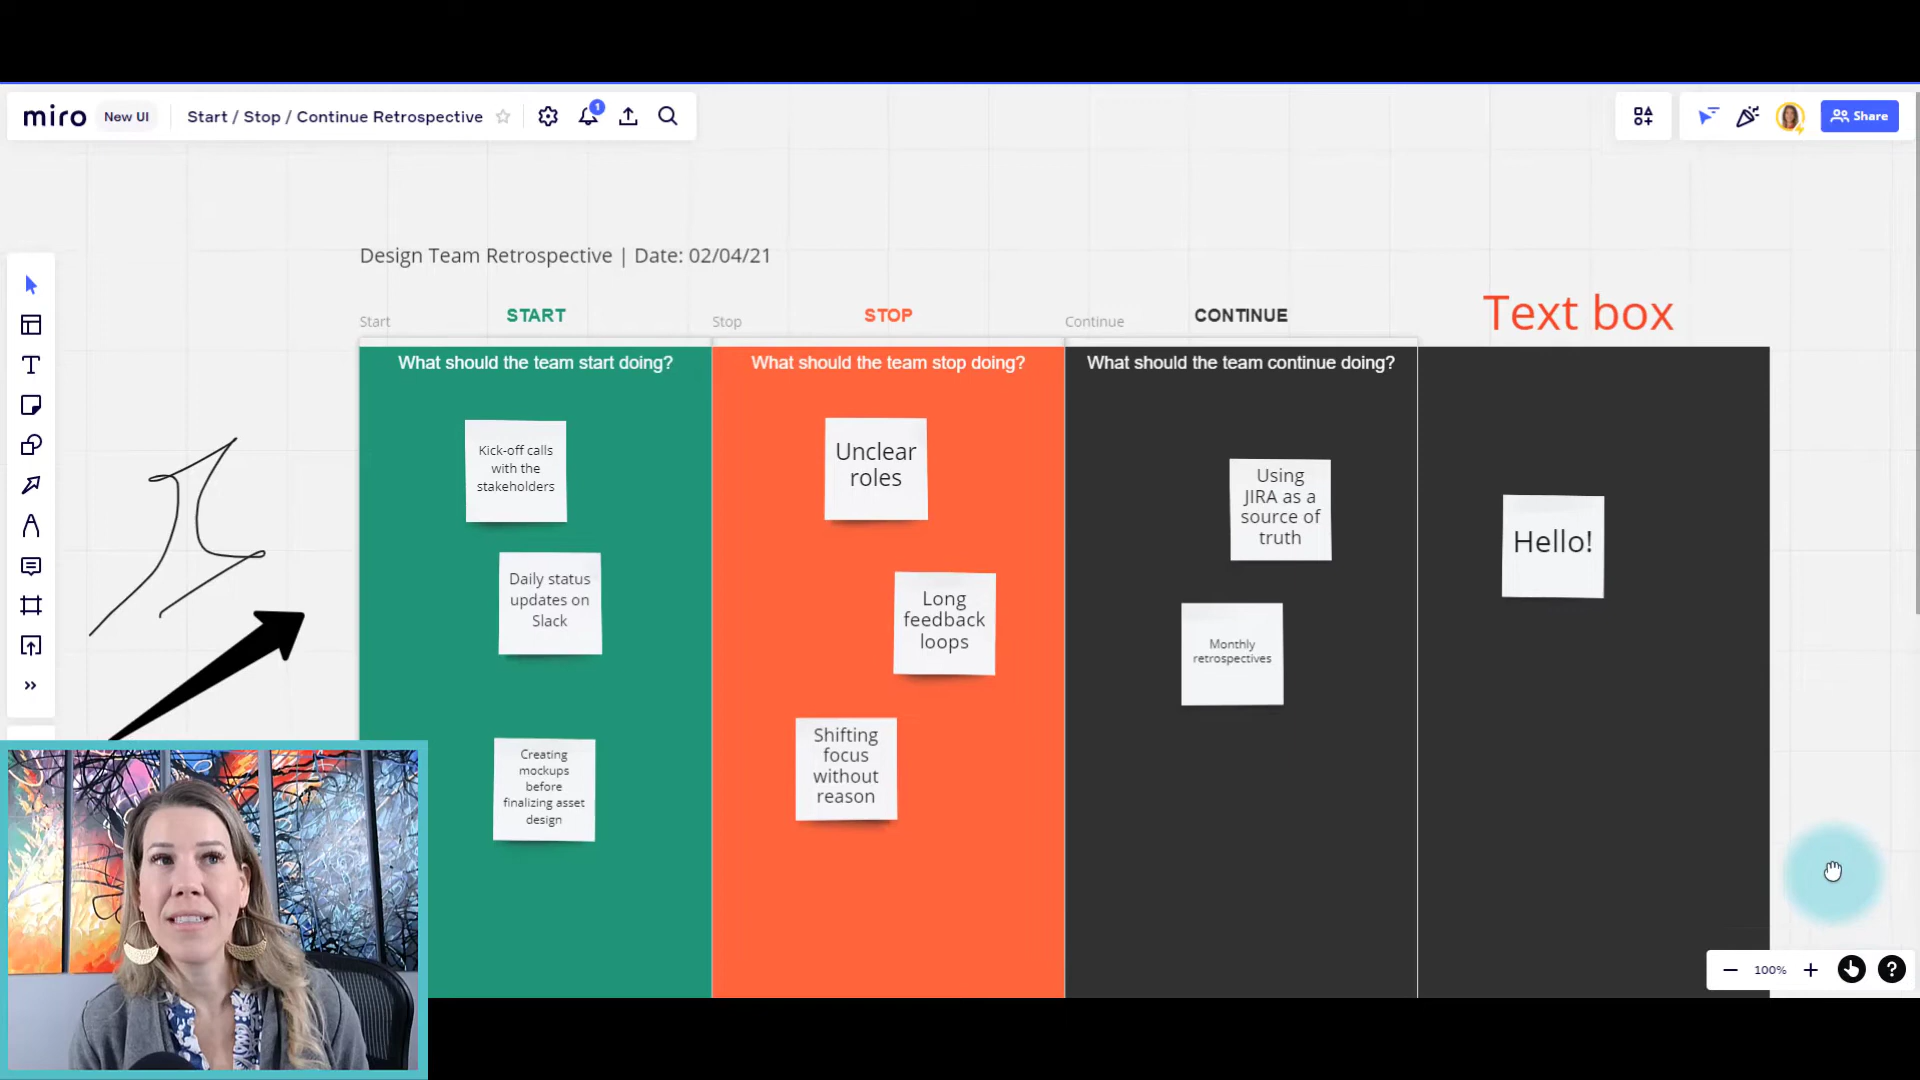 miro
New UI
Start / Stop / Continue Retrospective
1
Share
Design Team Retrospective | Date: 02/04/21
Start
START
Stop
STOP
Continue
CONTINUE
Text box
What should the team start doing?
What should the team stop doing?
What should the team continue doing?
Kick-off calls
with the
stakeholders
Daily status
updates on
Slack
Creating
mockups
before
finalizing asset
design
Unclear
roles
Long
feedback
loops
Shifting
focus
without
reason
Using
JIRA as a
source of
truth
Monthly
retrospectives
Hello!
100%